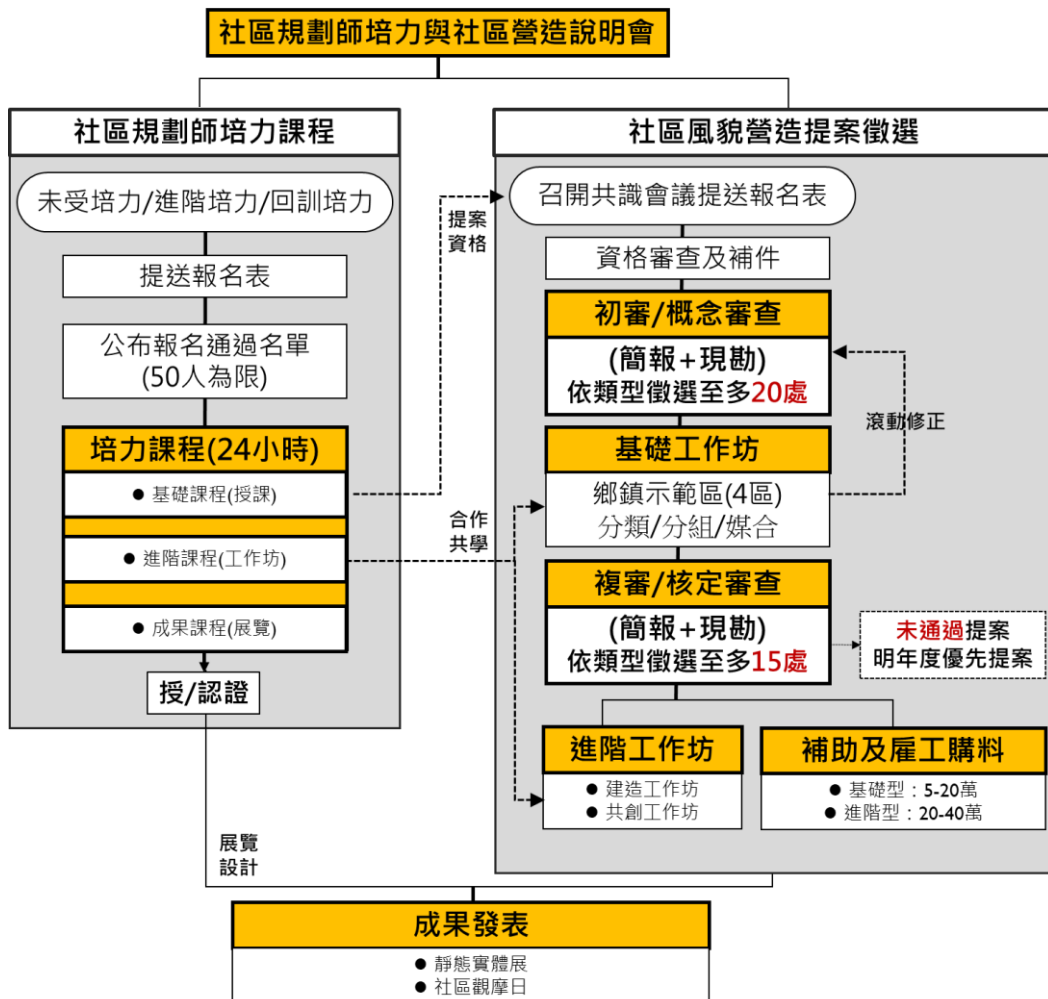 社區規劃師培力與社區營造說明會
社區規劃師培力課程
未受培力/進階培力/回訓培力
提送報名表
公布報名通過名單
(50人為限)
培力課程(24小時)
● 基礎課程(授課)
● 進階課程(工作坊)
● 成果課程(展覽)
授/認證
提案
資格
合作
共學
展覽
設計
社區風貌營造提案徵選
召開共識會議提送報名表
資格審查及補件
初審/概念審查
(簡報+現勘)
依類型徵選至多20處
滾動修正
基礎工作坊
鄉鎮示範區(4區)
分類/分組/媒合
複審/核定審查
(簡報+現勘)
依類型徵選至多15處
未通過提案
明年度優先提案
進階工作坊
● 建造工作坊
● 共創工作坊
補助及雇工購料
● 基礎型：5-20萬
● 進階型：20-40萬
成果發表
● 靜態實體展
● 社區觀摩日